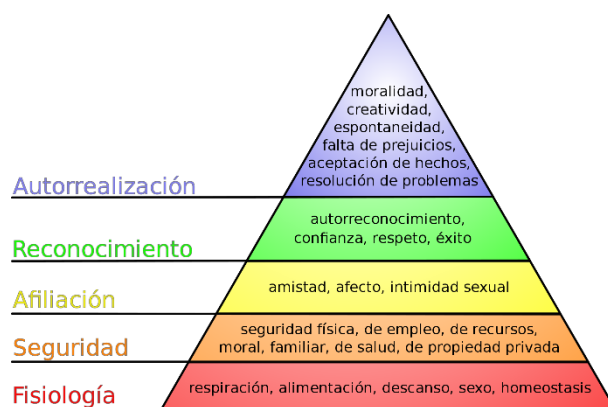 moralidad,
creatividad,
espontaneidad,
falta de prejuicios,
aceptación de hechos,
resolución de problemas
Autorrealización
autorreconocimiento,
confianza, respeto, éxito
Reconocimiento
amistad, afecto, intimidad sexual
Afiliación
seguridad física, de empleo, de recursos,
moral, familiar, de salud, de propiedad privada
Seguridad
respiración, alimentación, descanso, sexo, homeostasis
Fisiología